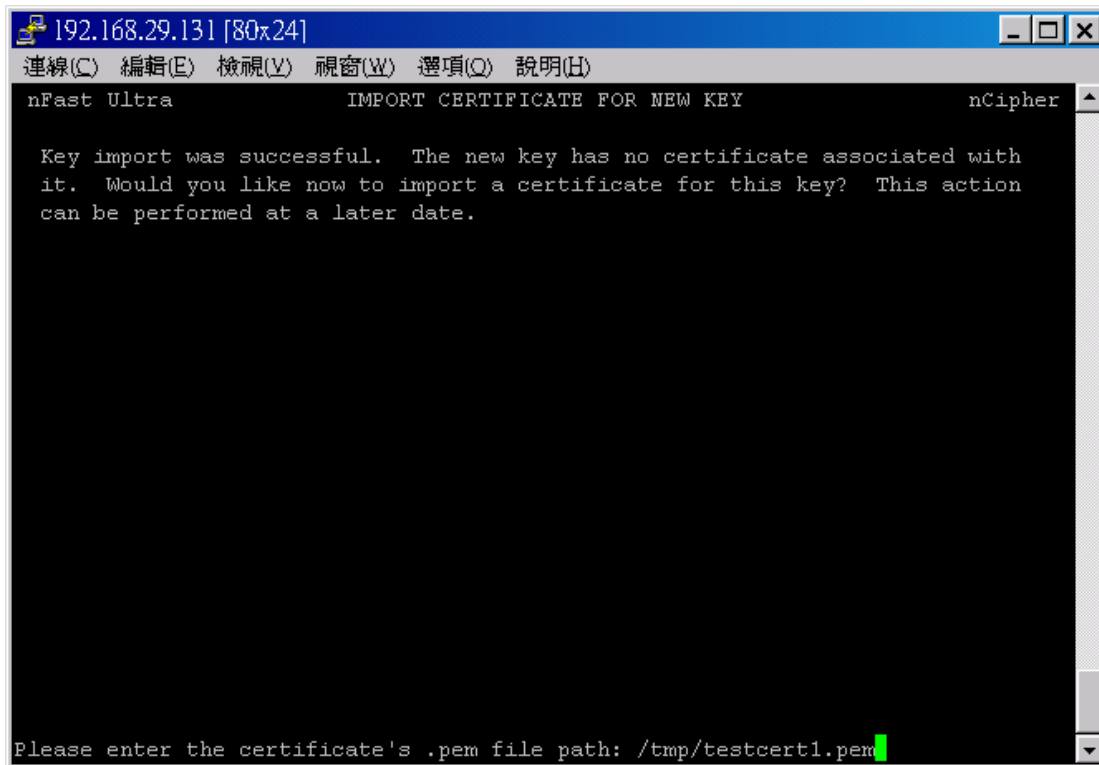 192.168.29.131 [80x24]
連線(C) 編輯(E) 檢視(V) 視窗(W) 選項(O) 說明(H)
nFast Ultra IMPORT CERTIFICATE FOR NEW KEY nCipher
Key import was successful. The new key has no certificate associated with
it. Would you like now to import a certificate for this key? This action
can be performed at a later date.
Please enter the certificate's .pem file path: /tmp/testcert1.pem